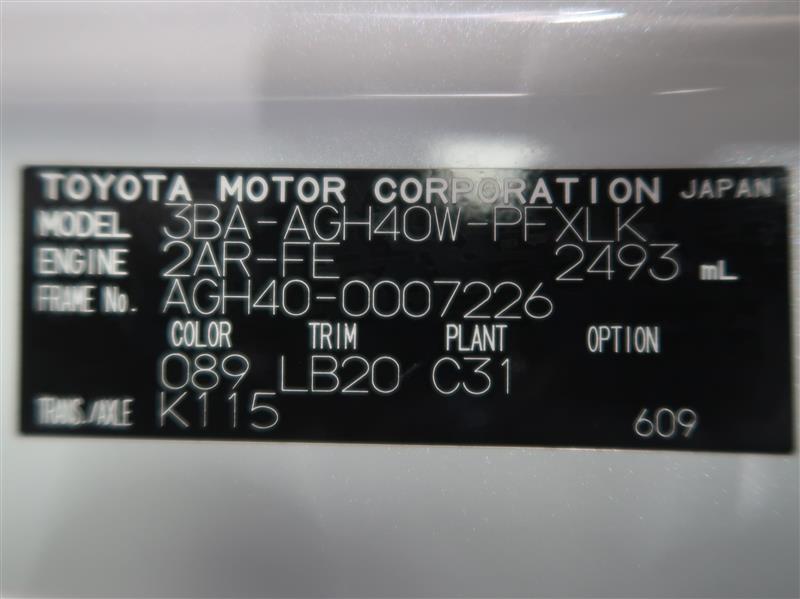 TOYOTA MOTOR CORPORATION JAPAN
MODEL 3BA-AGH40W-PFXLK
ENGINE 2AR-FE 2493 mL
FRAME No. AGH40-0007226
COLOR TRIM PLANT OPTION
089 LB20 C31
TRANS./AXLE K115
609